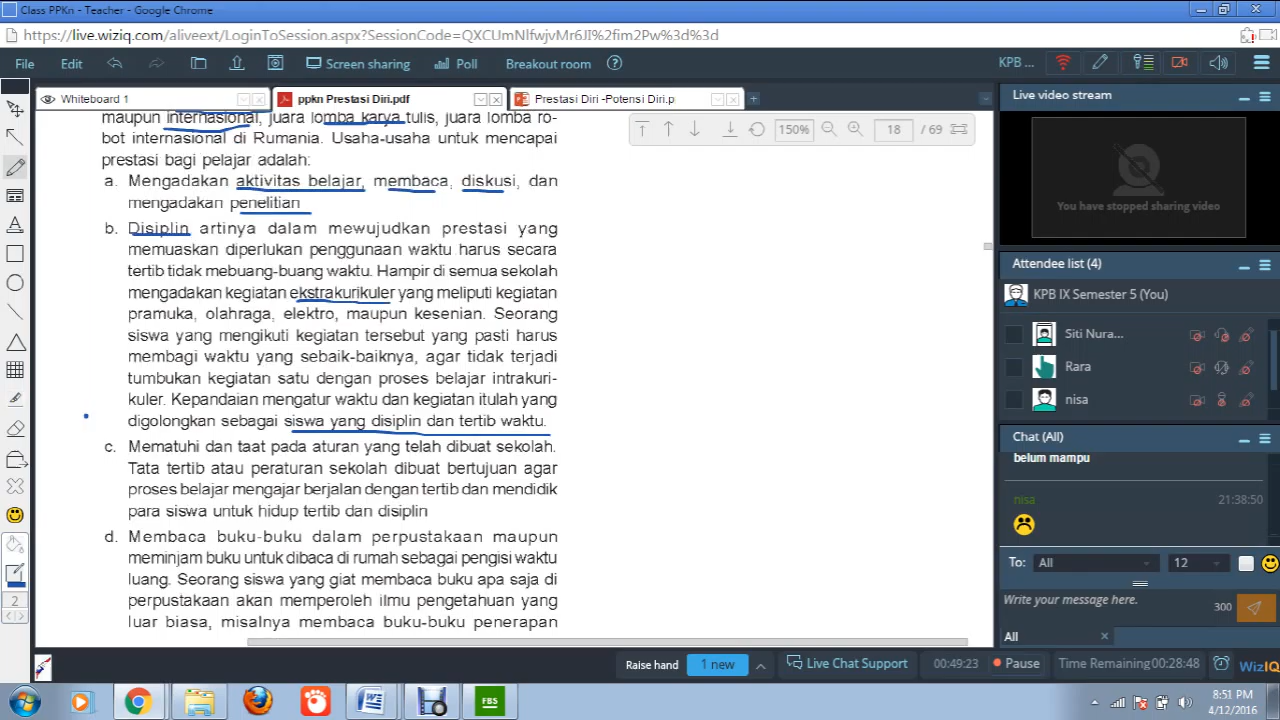 Class PPKn - Teacher - Google Chrome
https://live.wiziq.com/aliveext/LoginToSession.aspx?SessionCode=QXCUmNlfwjvMr6JI%2fim2Pw%3d%3d
File Edit Screen sharing Poll Breakout room KPB ...
Whiteboard 1 ppkn Prestasi Diri.pdf Prestasi Diri -Potensi Diri.p
150% 18 / 69
maupun internasional, juara lomba karya tulis, juara lomba ro-
bot internasional di Rumania. Usaha-usaha untuk mencapai
prestasi bagi pelajar adalah:
a. Mengadakan aktivitas belajar, membaca, diskusi, dan
mengadakan penelitian
b. Disiplin artinya dalam mewujudkan prestasi yang
memuaskan diperlukan penggunaan waktu harus secara
tertib tidak mebuang-buang waktu. Hampir di semua sekolah
mengadakan kegiatan ekstrakurikuler yang meliputi kegiatan
pramuka, olahraga, elektro, maupun kesenian. Seorang
siswa yang mengikuti kegiatan tersebut yang pasti harus
membagi waktu yang sebaik-baiknya, agar tidak terjadi
tumbukan kegiatan satu dengan proses belajar intrakuri-
kuler. Kepandaian mengatur waktu dan kegiatan itulah yang
digolongkan sebagai siswa yang disiplin dan tertib waktu.
c. Mematuhi dan taat pada aturan yang telah dibuat sekolah.
Tata tertib atau peraturan sekolah dibuat bertujuan agar
proses belajar mengajar berjalan dengan tertib dan mendidik
para siswa untuk hidup tertib dan disiplin
d. Membaca buku-buku dalam perpustakaan maupun
meminjam buku untuk dibaca di rumah sebagai pengisi waktu
luang. Seorang siswa yang giat membaca buku apa saja di
perpustakaan akan memperoleh ilmu pengetahuan yang
luar biasa, misalnya membaca buku-buku penerapan
2
Live video stream
You have stopped sharing video
Attendee list (4)
KPB IX Semester 5 (You)
Siti Nura...
Rara
nisa
Chat (All)
belum mampu
nisa 21:38:50
To: All 12
Write your message here. 300
All
Raise hand 1 new Live Chat Support 00:49:23 Pause Time Remaining 00:28:48 WizIQ
FBS
8:51 PM
4/12/2016